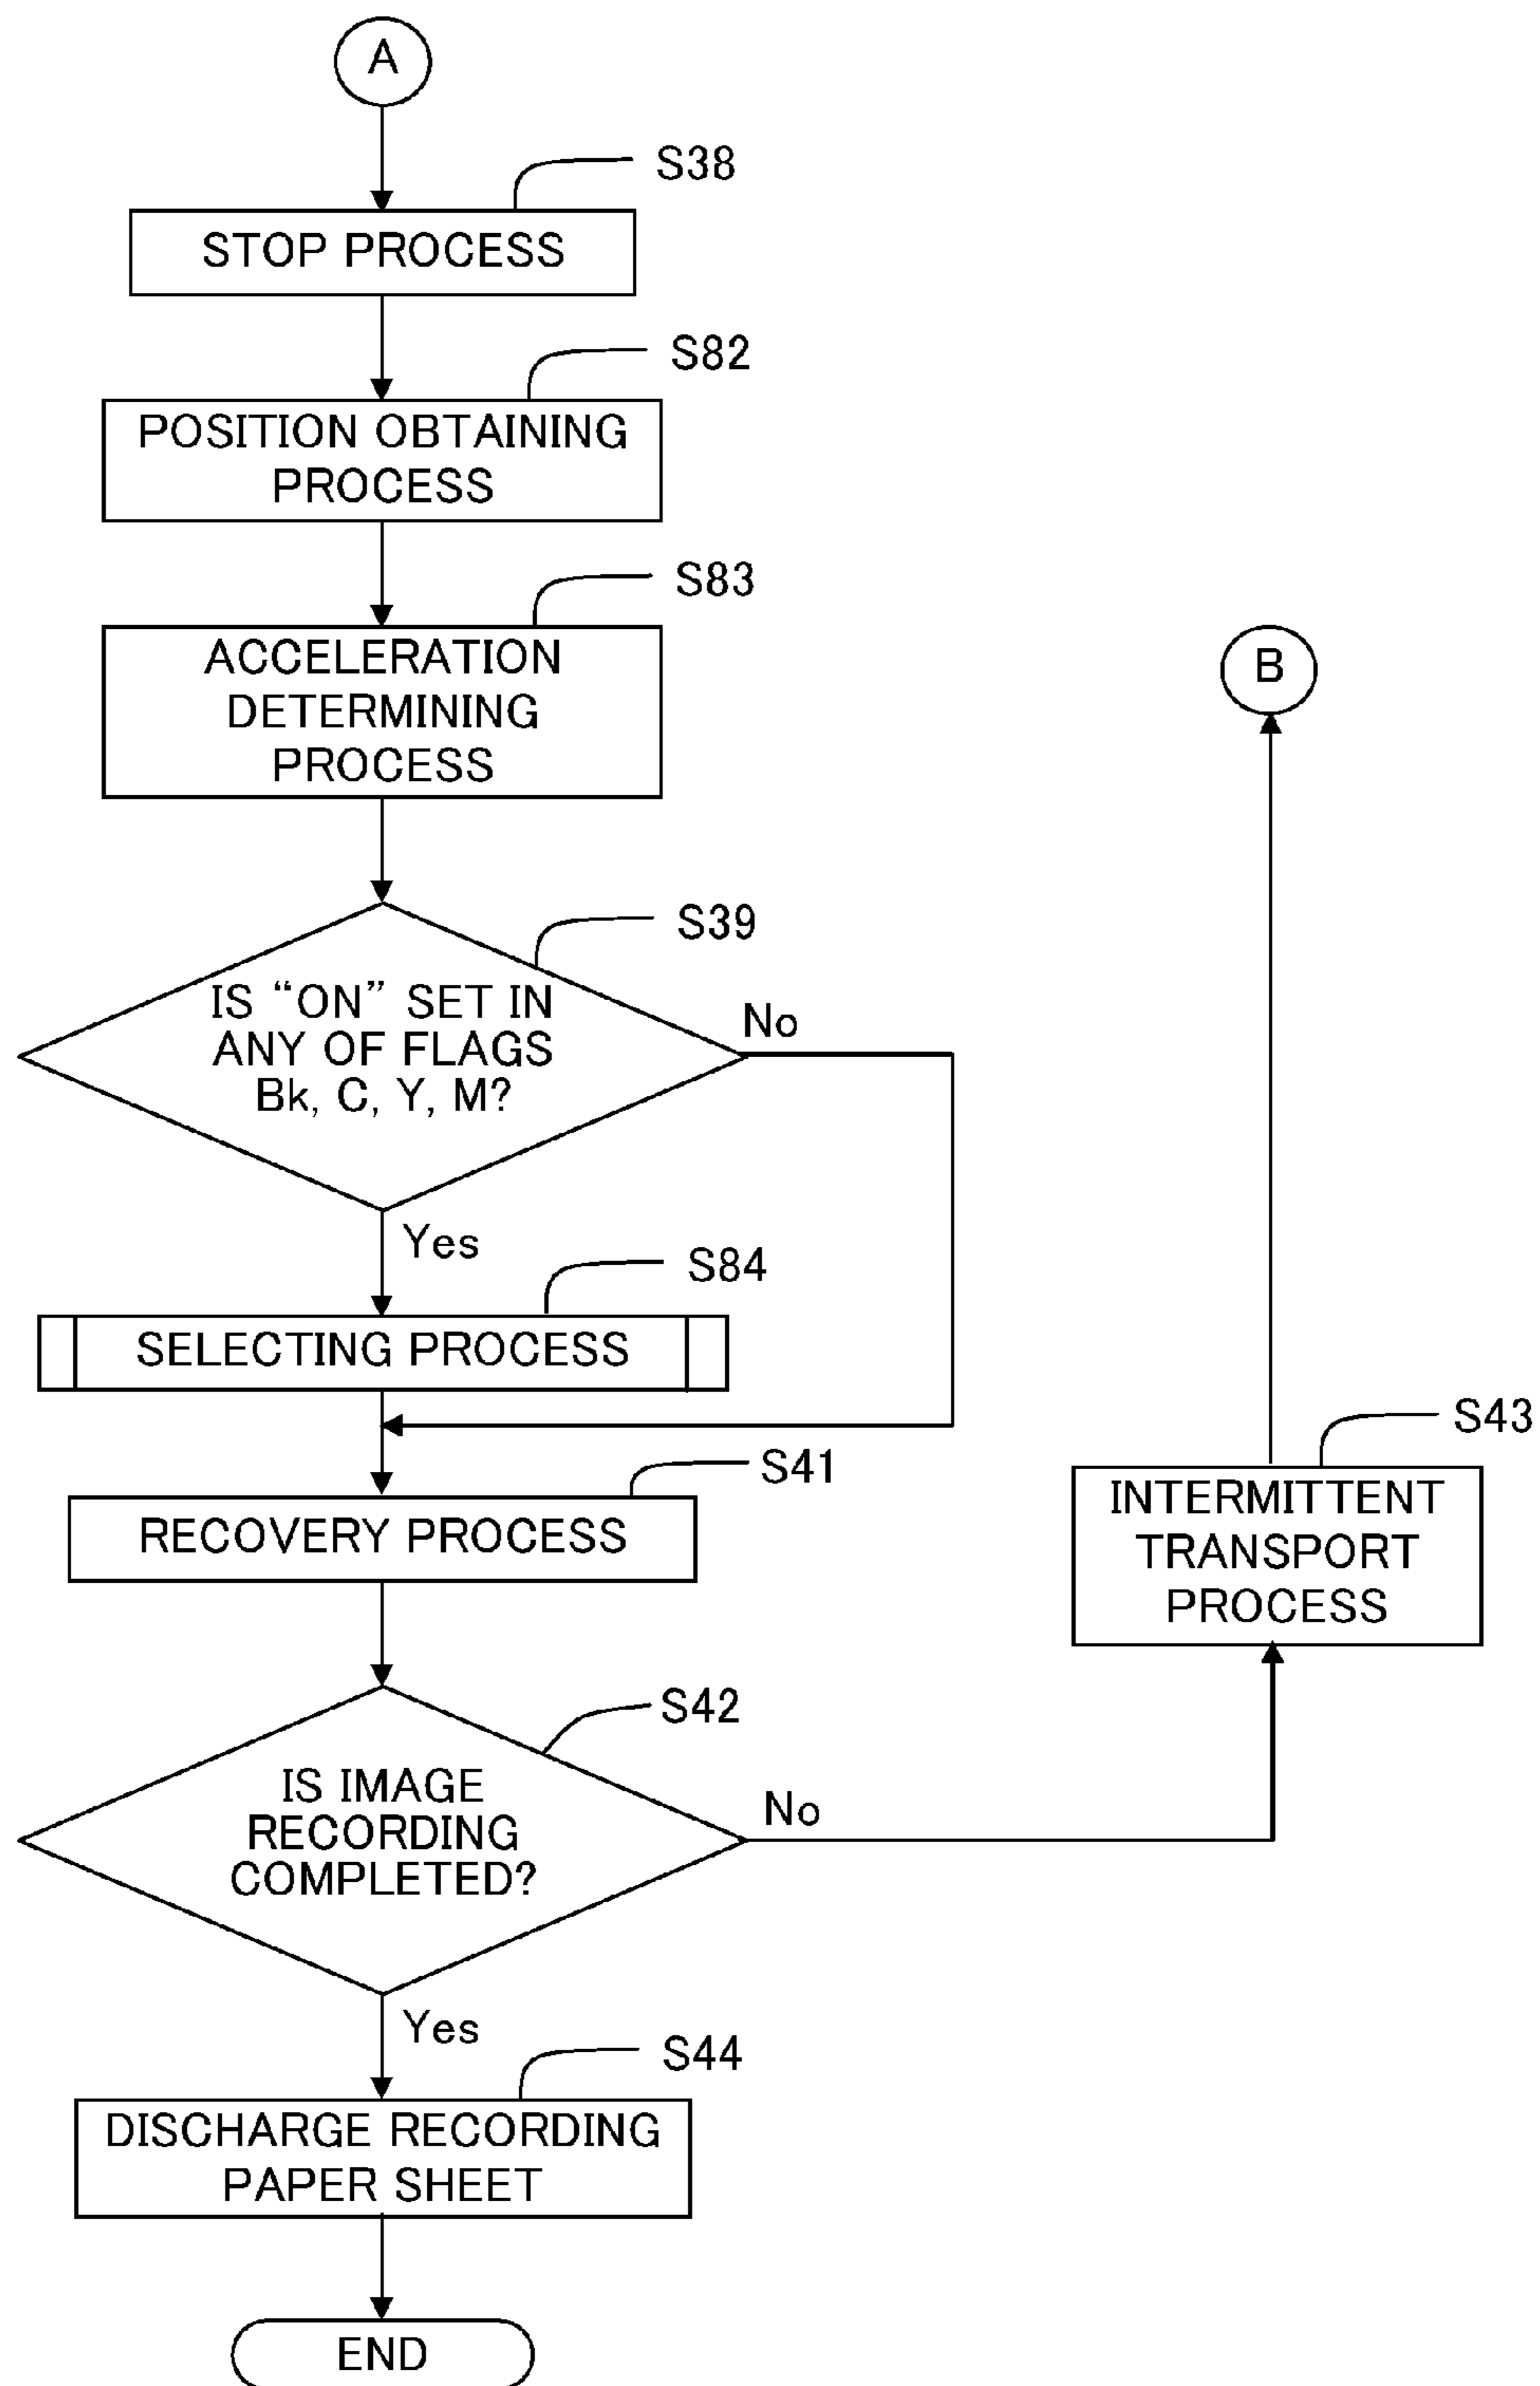 A
S38
STOP PROCESS
S82
POSITION OBTAINING
PROCESS
S83
ACCELERATION
DETERMINING
PROCESS
B
S39
IS “ON” SET IN
ANY OF FLAGS
Bk, C, Y, M?
No
Yes
S84
SELECTING PROCESS
S43
INTERMITTENT
TRANSPORT
PROCESS
S41
RECOVERY PROCESS
S42
IS IMAGE
RECORDING
COMPLETED?
No
Yes
S44
DISCHARGE RECORDING
PAPER SHEET
END